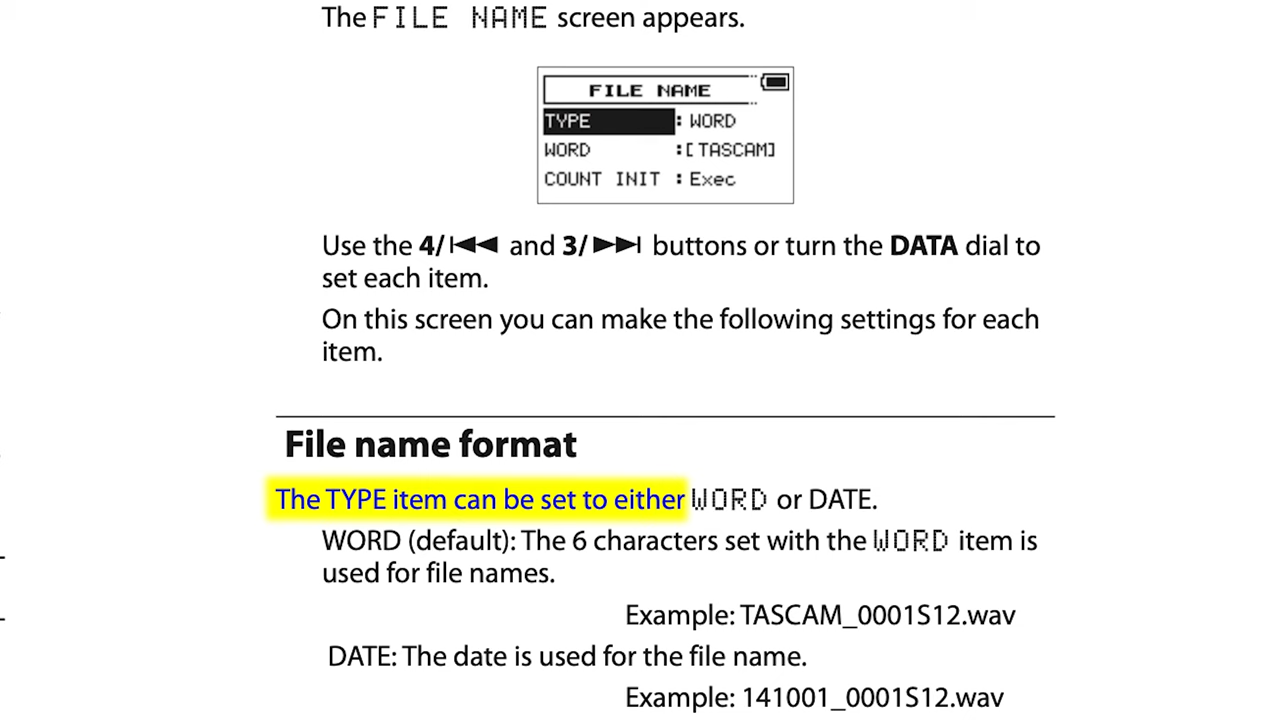 The FILE NAME screen appears.
FILE NAME
TYPE : WORD
WORD :[TASCAM]
COUNT INIT : Exec
Use the 4/⏮ and 3/⏭ buttons or turn the DATA dial to
set each item.
On this screen you can make the following settings for each
item.
File name format
The TYPE item can be set to either WORD or DATE.
WORD (default): The 6 characters set with the WORD item is
used for file names.
Example: TASCAM_0001S12.wav
DATE: The date is used for the file name.
Example: 141001_0001S12.wav